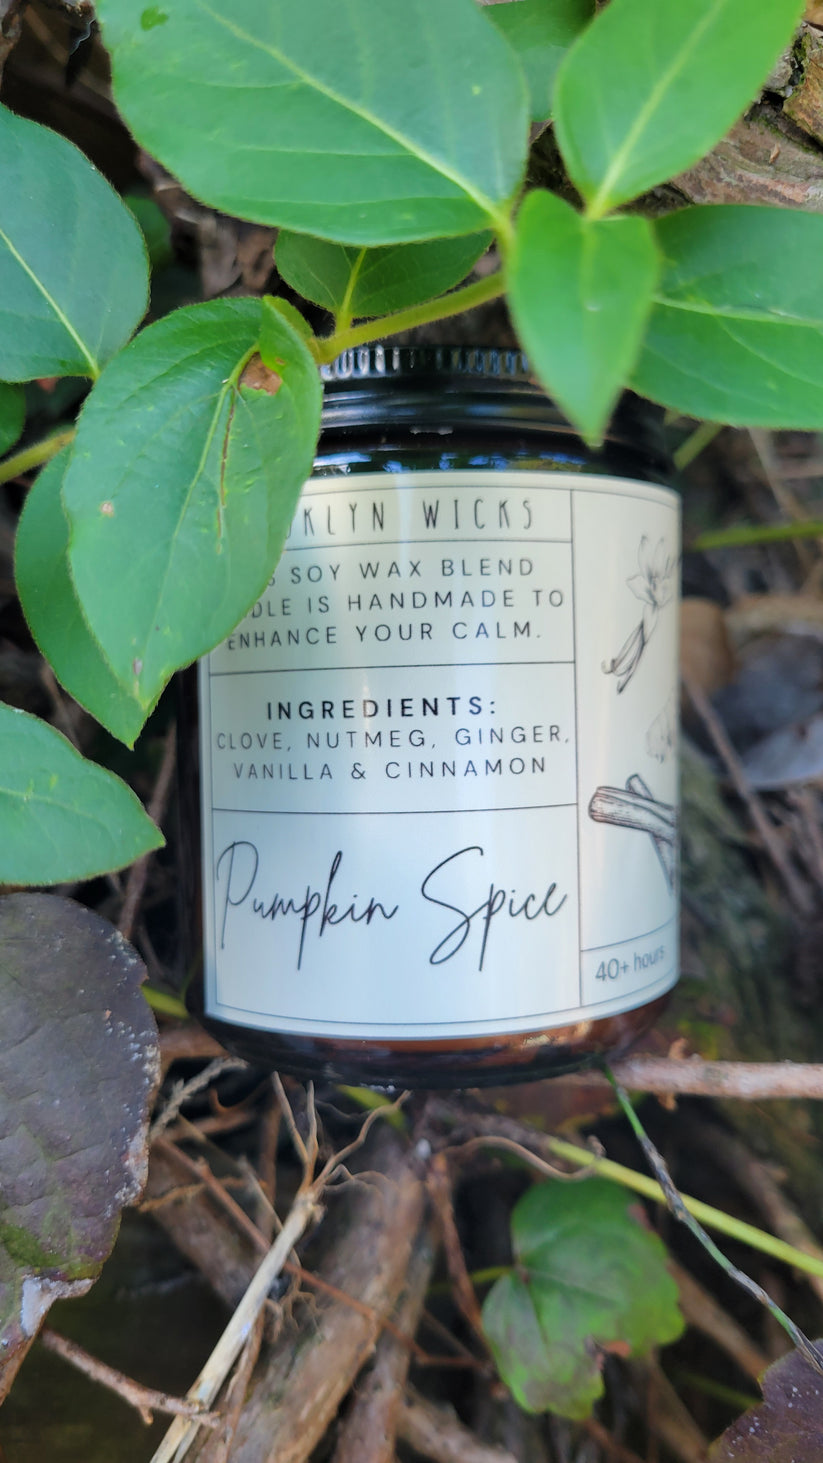 WICKS
SOY WAX BLEND
IS HANDMADE TO
ENHANCE YOUR CALM.
INGREDIENTS:
CLOVE, NUTMEG, GINGER,
VANILLA & CINNAMON
Pumpkin Spice
40+ hours